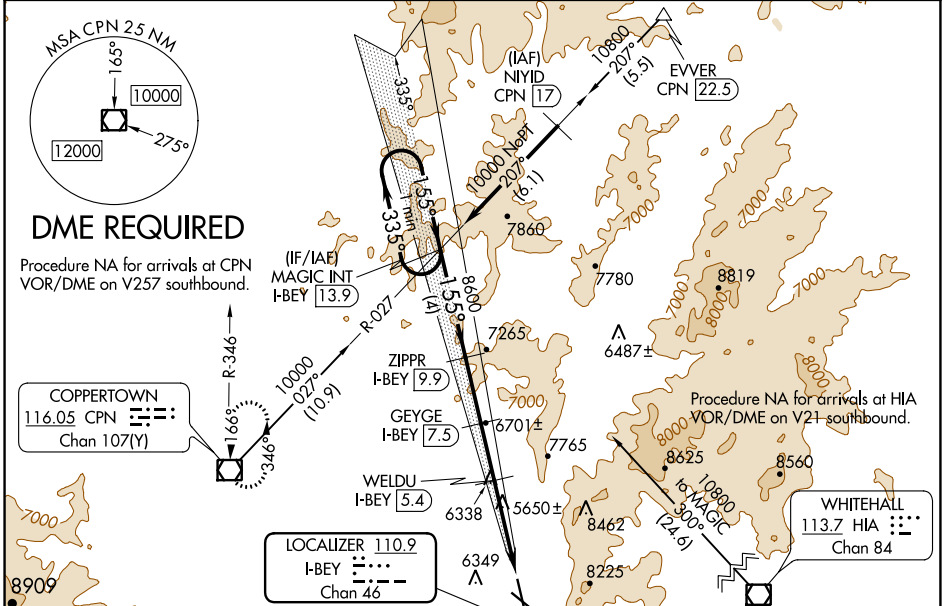 MSA CPN 25 NM
165°
10000
275°
12000
DME REQUIRED
Procedure NA for arrivals at CPN
VOR/DME on V257 southbound.
(IAF)
NIYID
CPN 17
10800
207°
(5.5)
EVVER
CPN 22.5
335°
10000 NoPT
207°
(6.1)
155°
1 min
335°
(IF/IAF)
MAGIC INT
I-BEY 13.9
8600
155°
(4)
R-027
7860
7780
7000
7000
7000
8819
8000
7265
6487±
ZIPPR
I-BEY 9.9
7000
R-346
10000
027°
(10.9)
COPPERTOWN
116.05 CPN
Chan 107(Y)
166°
346°
GEYGE
I-BEY 7.5
6701±
7765
8000
Procedure NA for arrivals at HIA
VOR/DME on V21 southbound.
8000
8625
8560
WELDU
I-BEY 5.4
6338
5650±
8462
10800
to MAGIC
300°
(24.6)
WHITEHALL
113.7 HIA
Chan 84
7000
8909
LOCALIZER 110.9
I-BEY
Chan 46
6349
8225